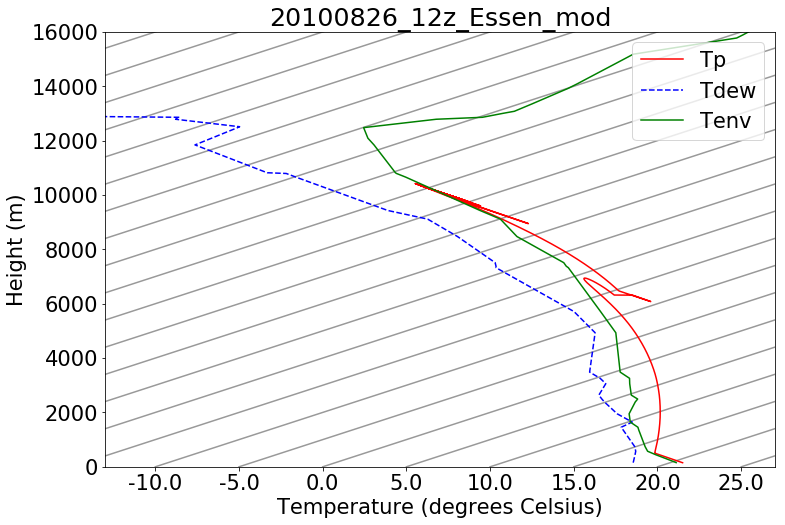 20100826_12z_Essen_mod
Tp
Tdew
Tenv
Height (m)
16000
14000
12000
10000
8000
6000
4000
2000
0
-10.0 -5.0 0.0 5.0 10.0 15.0 20.0 25.0
Temperature (degrees Celsius)